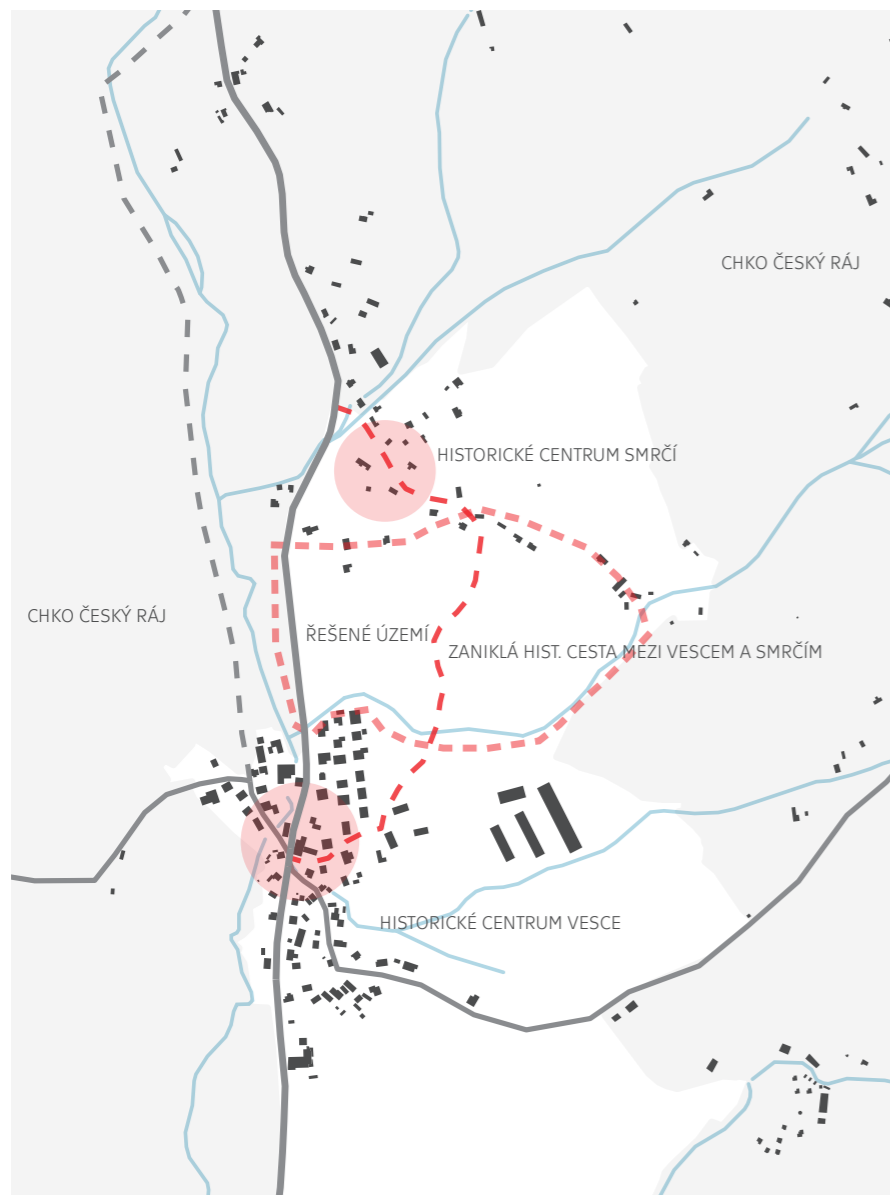 CHKO ČESKÝ RÁJ
HISTORICKÉ CENTRUM SMRČÍ
CHKO ČESKÝ RÁJ
ŘEŠENÉ ÚZEMÍ
ZANIKLÁ HIST. CESTA MEZI VESCEM A SMRČÍM
HISTORICKÉ CENTRUM VESCE